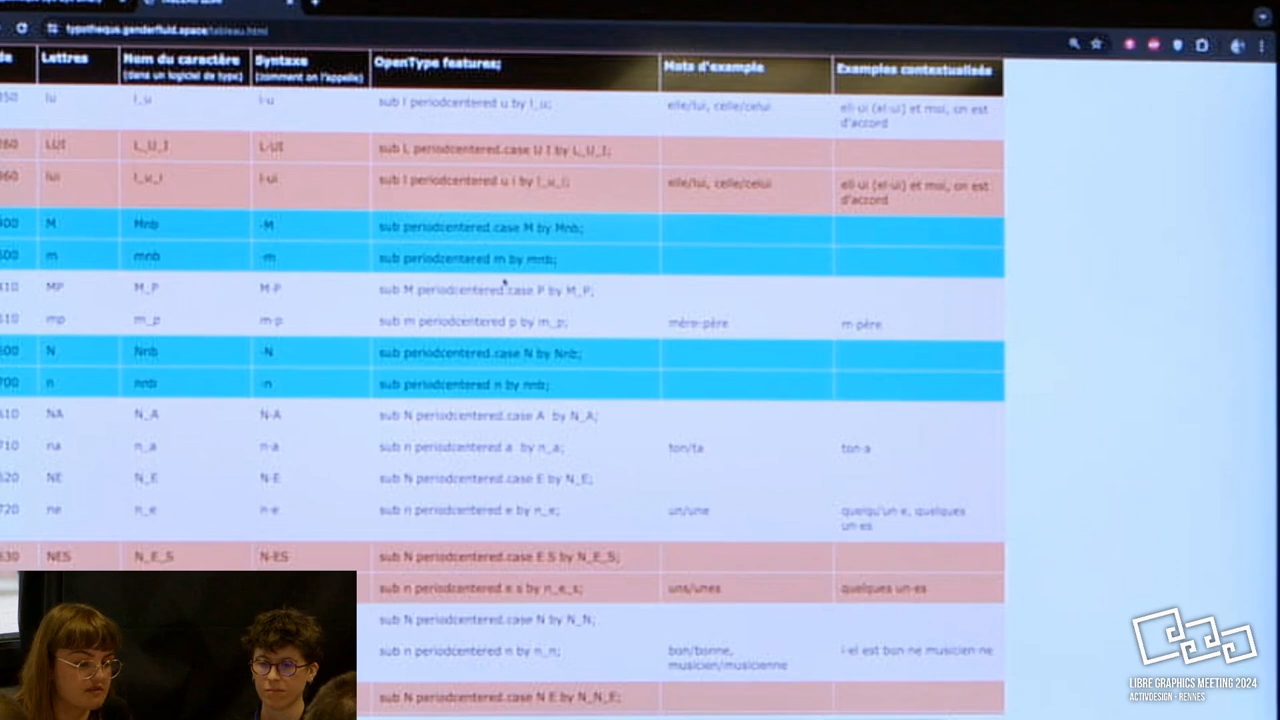 typotheque.genderfluid.space/tableau.html
Lettres Nom du caractère Syntaxe OpenType features; Mots d'exemple Exemples contextualisés
(dans un logiciel de typo) (comment on l'appelle)
lu l_u l·u sub l periodcentered u by l_u; elle/lui, celle/celui el·ui (el·ui) et moi, on est
d'accord
LUI L_U_I L·UI sub L periodcentered.case U I by L_U_I;
lui l_u_i l·ui sub l periodcentered u i by l_u_i; elle/lui, celle/celui el·ui (el·ui) et moi, on est
d'accord
M Mnb ·M sub periodcentered.case M by Mnb;
m mnb ·m sub periodcentered m by mnb;
MP M_P M·P sub M periodcentered.case P by M_P;
mp m_p m·p sub m periodcentered p by m_p; mère·père m·père
N Nnb ·N sub periodcentered.case N by Nnb;
n nnb ·n sub periodcentered n by nnb;
NA N_A N·A sub N periodcentered.case A by N_A;
na n_a n·a sub n periodcentered a by n_a; ton/ta ton·a
NE N_E N·E sub N periodcentered.case E by N_E;
ne n_e n·e sub n periodcentered e by n_e; un/une quelqu'un·e, quelques
un·es
NES N_E_S N·ES sub N periodcentered.case E S by N_E_S;
sub n periodcentered e s by n_e_s; uns/unes quelques un·es
sub N periodcentered.case N by N_N;
sub n periodcentered n by n_n; bon/bonne, i·el est bon·ne musicien·ne
musicien/musicienne
sub N periodcentered.case N E by N_N_E;
LIBRE GRAPHICS MEETING 2024
ACTIVDESIGN - RENNES